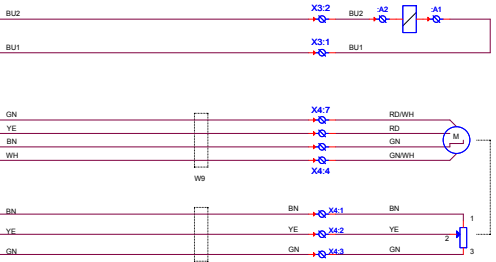 X3:2
BU2 BU2 :A2 :A1
X3:1
BU1 BU1
X4:7
GN RD/WH
YE RD
M
BN GN
WH GN/WH
X4:4
W9
BN BN X4:1 BN
1
YE YE X4:2 YE
2
GN GN X4:3 GN
3